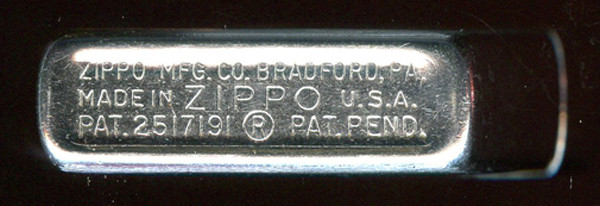 ZIPPO MFG. CO. BRADFORD, PA.
MADE IN ZIPPO U.S.A.
PAT. 2517191 ® PAT. PEND.